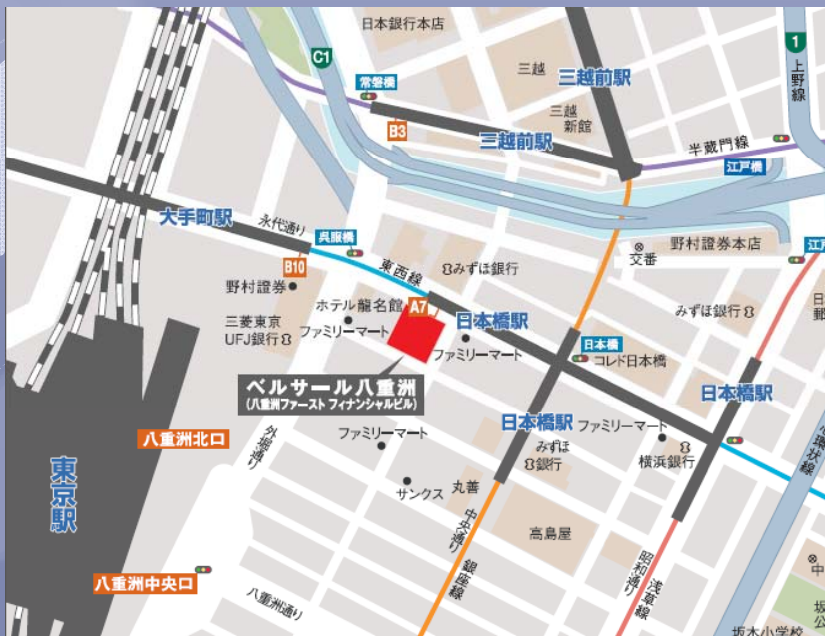 日本銀行本店
C1
1
上野線
三越
三越前駅
常盤橋
三越
新館
B3
三越前駅
半蔵門線
江戸橋
大手町駅
永代通り
呉服橋
交番
野村證券本店
江戸
B10
東西線
みずほ銀行
野村證券
ホテル龍名館
A7
日本橋駅
みずほ銀行
日
郵
三菱東京
UFJ銀行
ファミリーマート
ファミリーマート
日本橋
コレド日本橋
ベルサール八重洲
(八重洲ファースト フィナンシャルビル)
日本橋駅
日本橋駅
八重洲北口
外堀通り
ファミリーマート
みずほ
銀行
ファミリーマート
横浜銀行
心環状線
東京駅
サンクス
丸善
中央通り
銀座線
高島屋
昭和通り
浅草線
八重洲中央口
八重洲通り
中
坂
公
坂本小学校